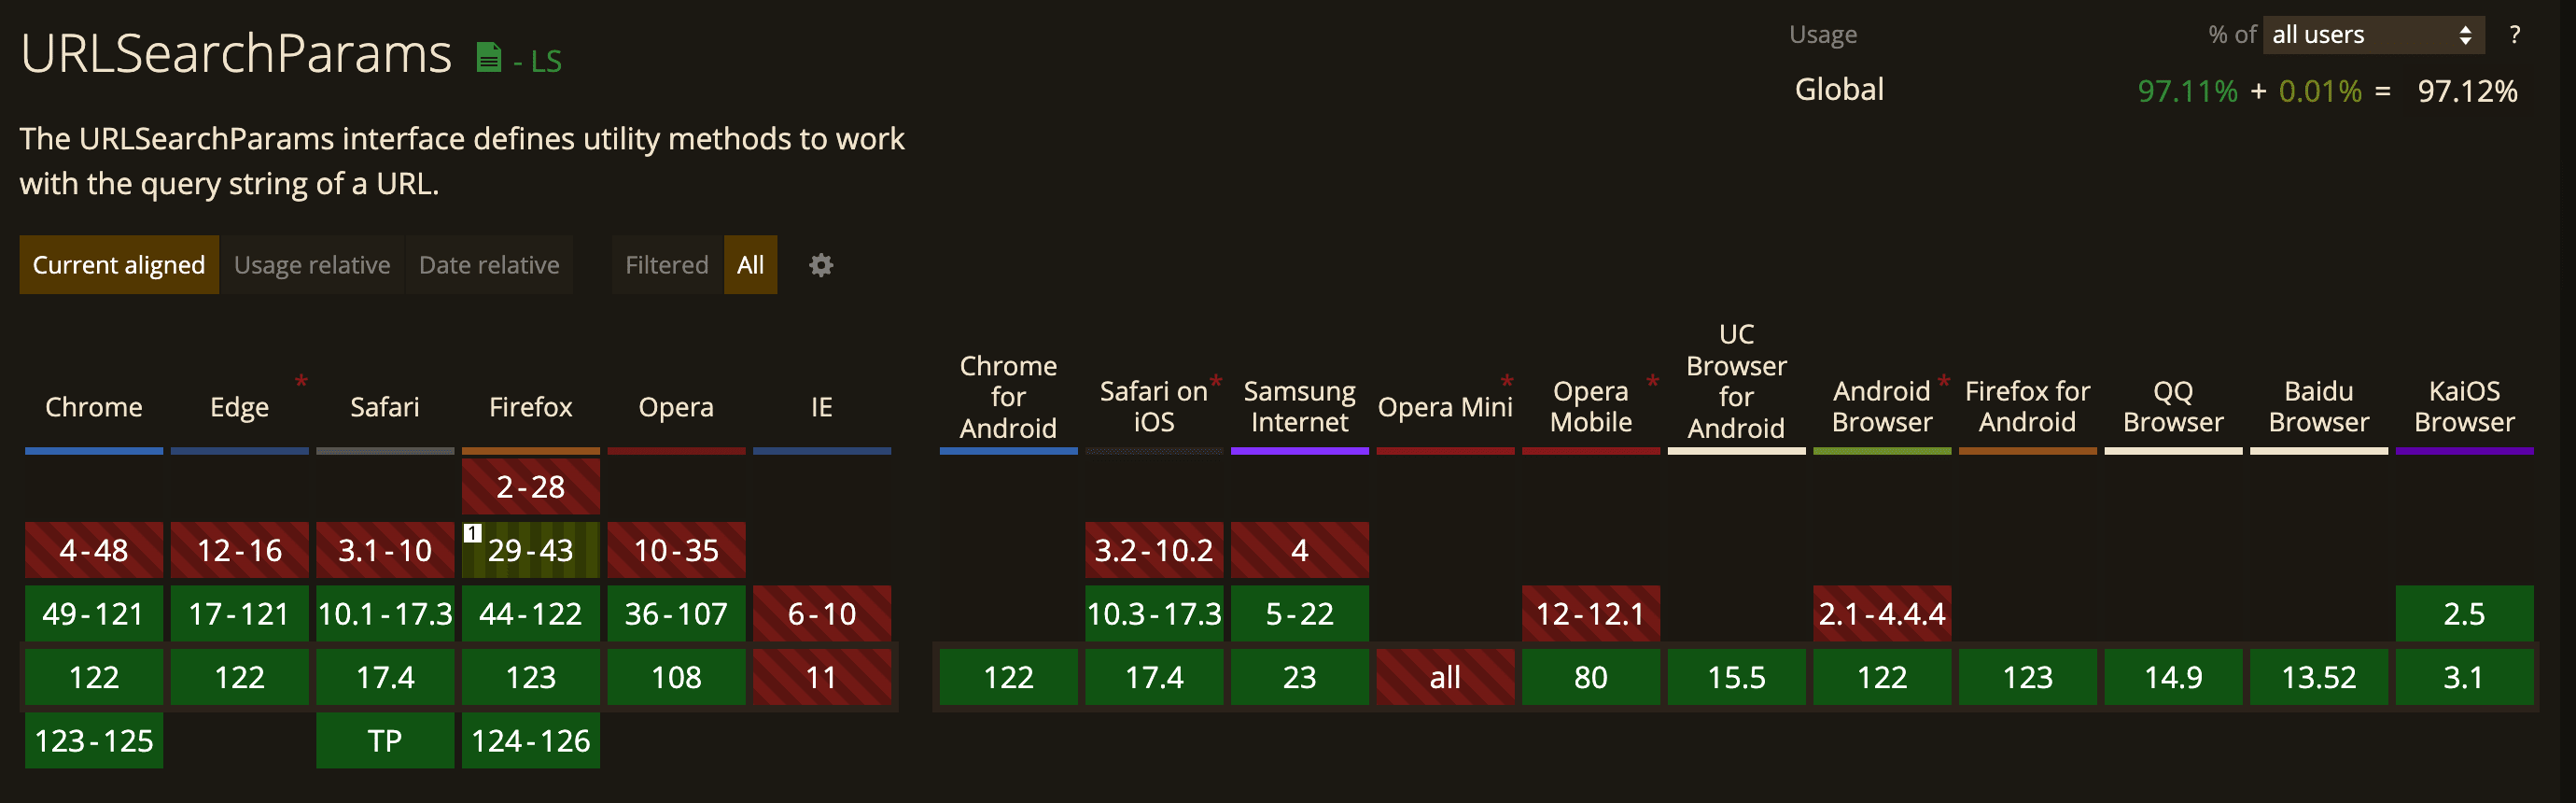 URLSearchParams - LS
Usage % of all users ?
Global 97.11% + 0.01% = 97.12%
The URLSearchParams interface defines utility methods to work
with the query string of a URL.
Current aligned Usage relative Date relative Filtered All
Chrome
Edge *
Safari
Firefox
Opera
IE
Chrome
for
Android
Safari on *
iOS
Samsung
Internet
Opera Mini *
Opera *
Mobile
UC
Browser
for
Android
Android *
Browser
Firefox for
Android
QQ
Browser
Baidu
Browser
KaiOS
Browser
2-28
4-48 12-16 3.1-10 1 29-43 10-35 3.2-10.2 4
49-121 17-121 10.1-17.3 44-122 36-107 6-10 10.3-17.3 5-22 12-12.1 2.1-4.4.4 2.5
122 122 17.4 123 108 11 122 17.4 23 all 80 15.5 122 123 14.9 13.52 3.1
123-125 TP 124-126